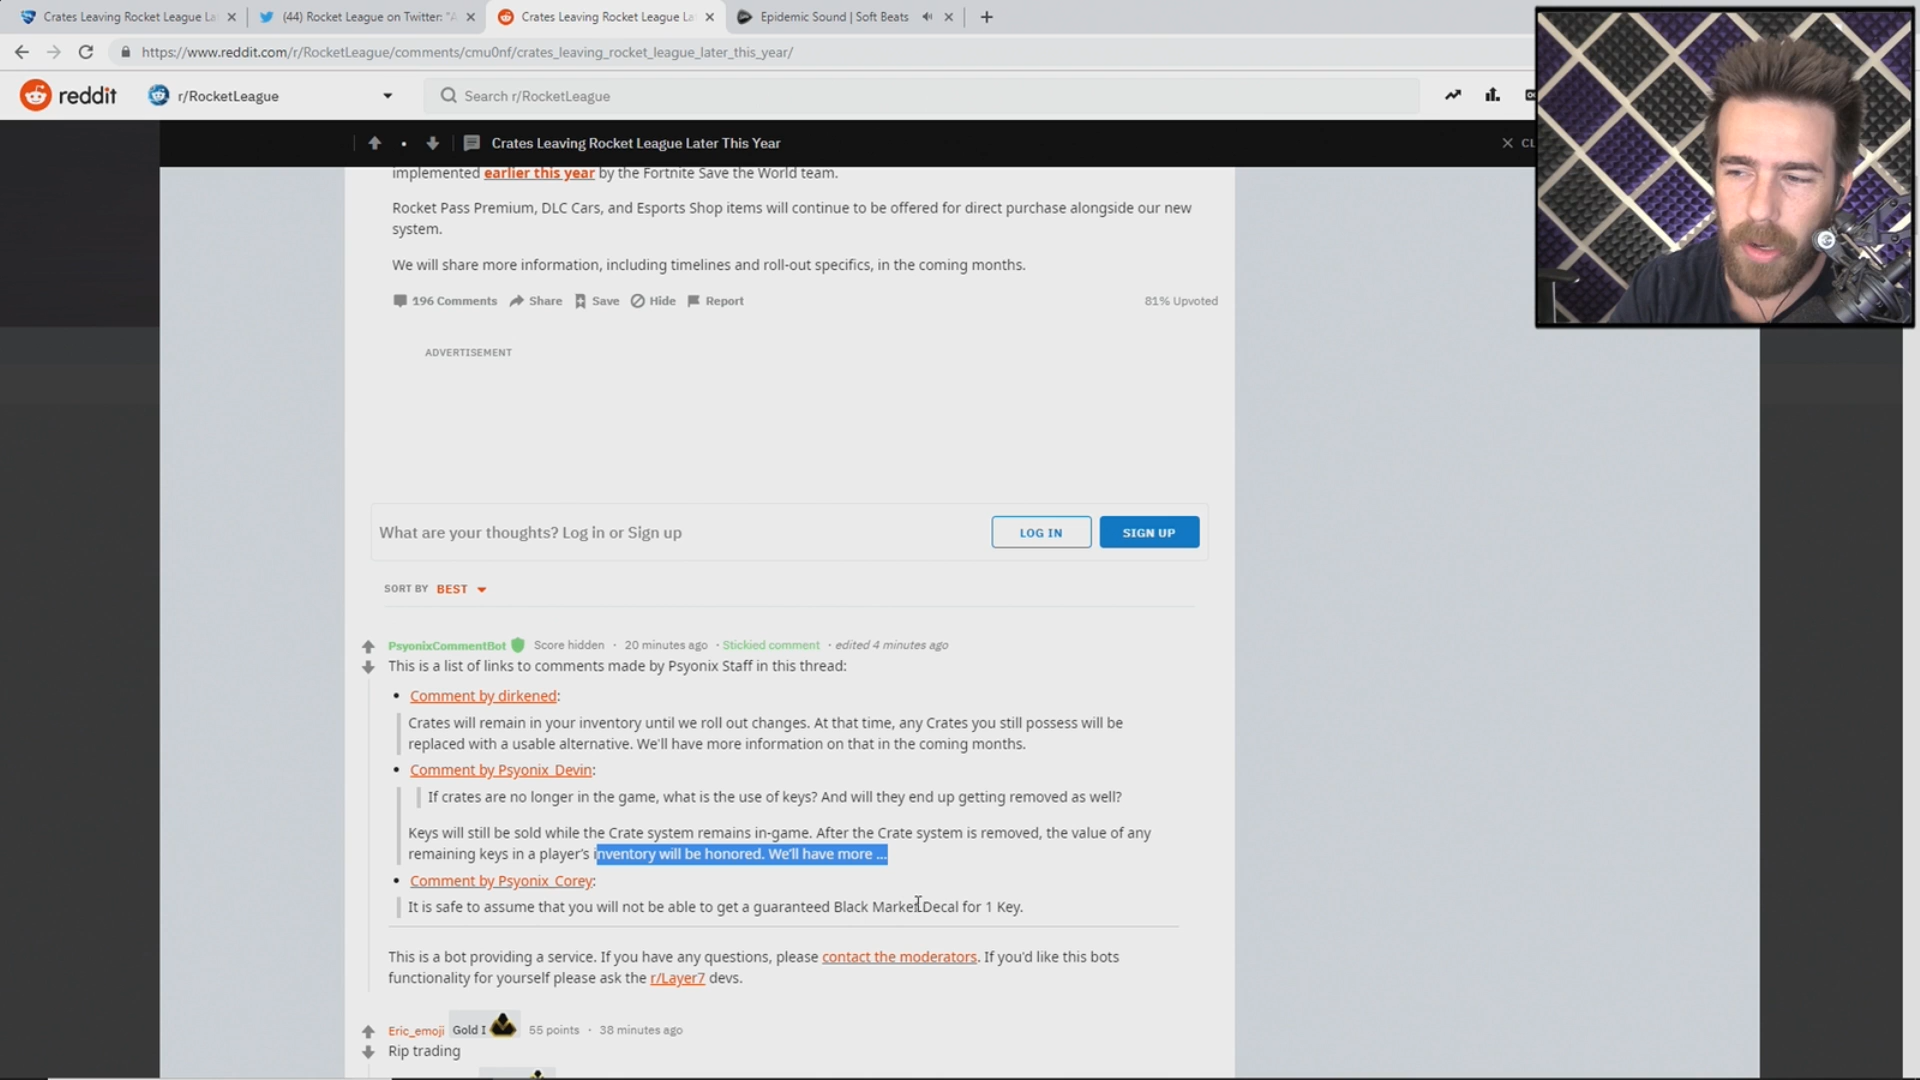 Crates Leaving Rocket League La
(44) Rocket League on Twitter: "A
Crates Leaving Rocket League La
Epidemic Sound | Soft Beats
https://www.reddit.com/r/RocketLeague/comments/cmu0nf/crates_leaving_rocket_league_later_this_year/
reddit
r/RocketLeague
Search r/RocketLeague
Crates Leaving Rocket League Later This Year
CL
implemented earlier this year by the Fortnite Save the World team.
Rocket Pass Premium, DLC Cars, and Esports Shop items will continue to be offered for direct purchase alongside our new
system.
We will share more information, including timelines and roll-out specifics, in the coming months.
196 Comments Share Save Hide Report 81% Upvoted
ADVERTISEMENT
What are your thoughts? Log in or Sign up
LOG IN
SIGN UP
SORT BY BEST
PsyonixCommentBot Score hidden · 20 minutes ago · Stickied comment · edited 4 minutes ago
This is a list of links to comments made by Psyonix Staff in this thread:
• Comment by dirkened:
Crates will remain in your inventory until we roll out changes. At that time, any Crates you still possess will be
replaced with a usable alternative. We'll have more information on that in the coming months.
• Comment by Psyonix_Devin:
If crates are no longer in the game, what is the use of keys? And will they end up getting removed as well?
Keys will still be sold while the Crate system remains in-game. After the Crate system is removed, the value of any
remaining keys in a player's inventory will be honored. We'll have more ...
• Comment by Psyonix_Corey:
It is safe to assume that you will not be able to get a guaranteed Black Market Decal for 1 Key.
This is a bot providing a service. If you have any questions, please contact the moderators. If you'd like this bots
functionality for yourself please ask the r/Layer7 devs.
Eric_emoji Gold I 55 points · 38 minutes ago
Rip trading